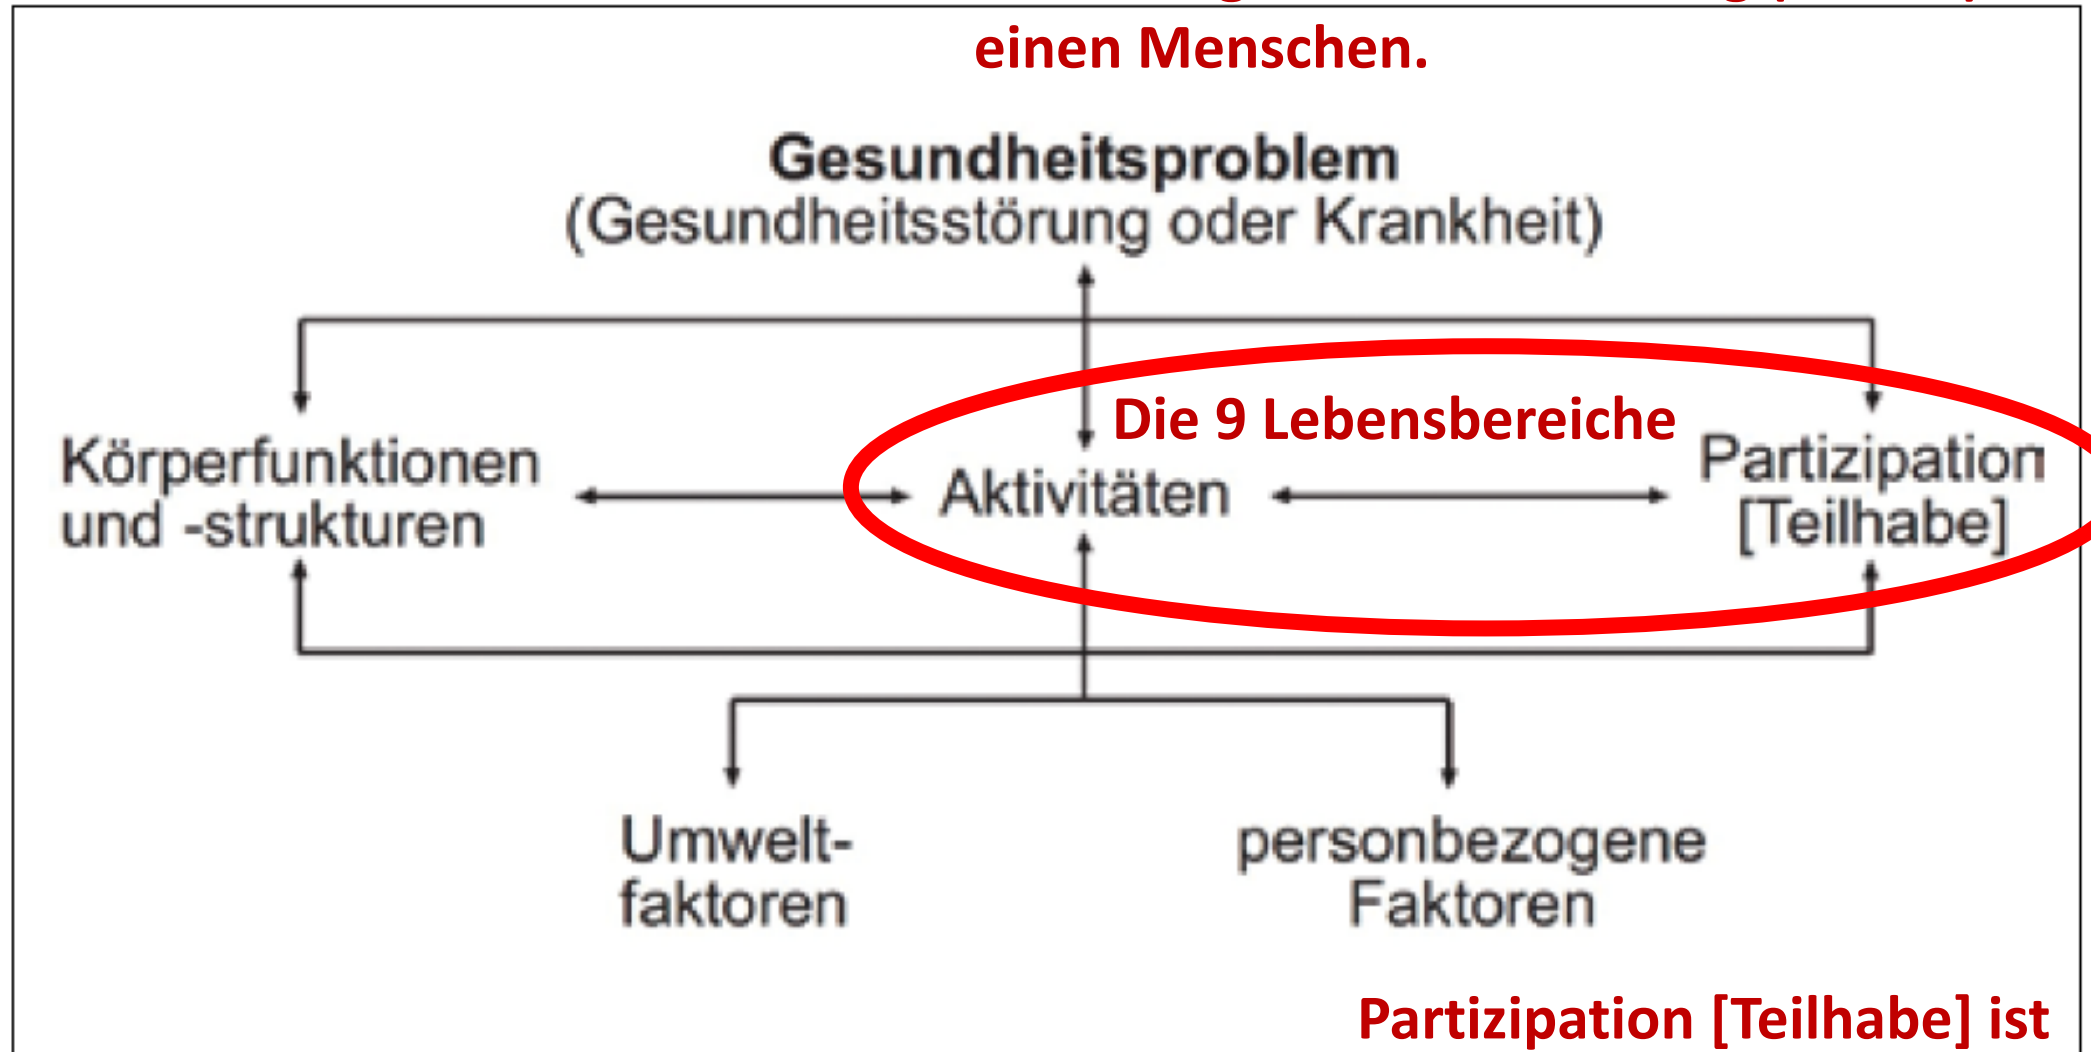 einen Menschen.
Gesundheitsproblem
(Gesundheitsstörung oder Krankheit)
Die 9 Lebensbereiche
Körperfunktionen
und -strukturen
Aktivitäten
Partizipation
[Teilhabe]
Umwelt-
faktoren
personbezogene
Faktoren
Partizipation [Teilhabe] ist